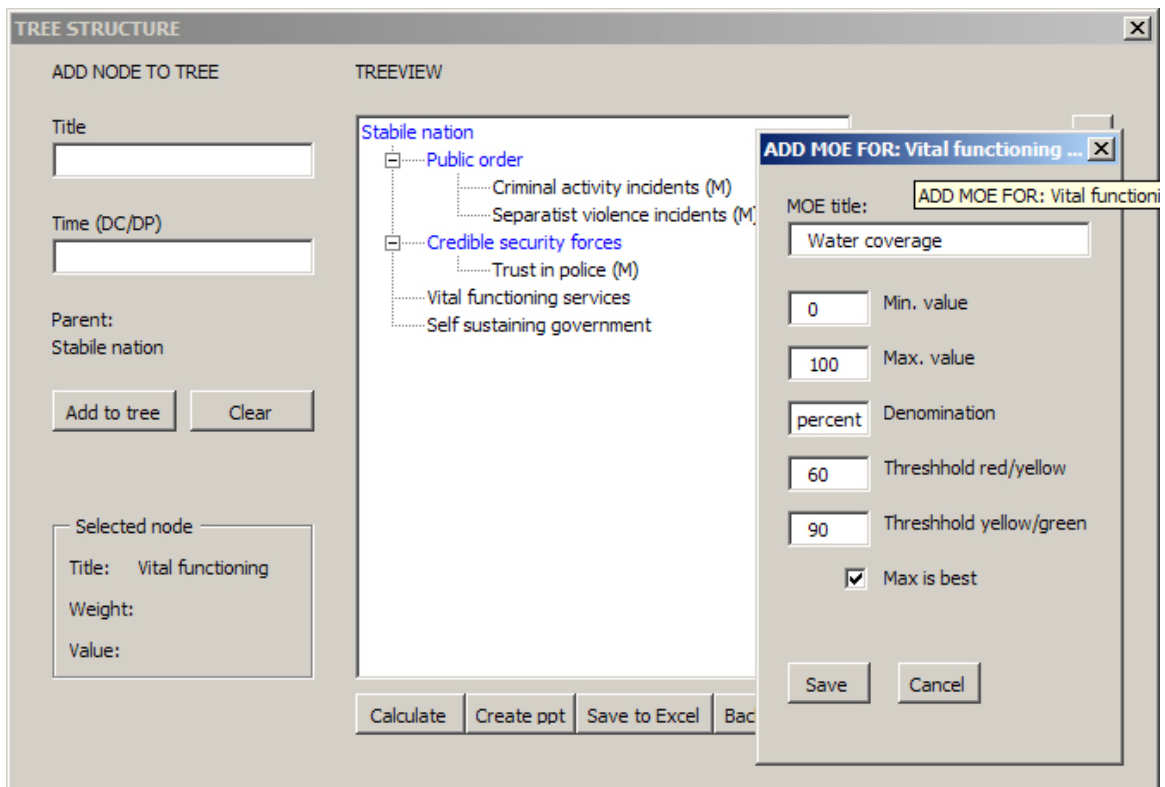 TREE STRUCTURE
ADD NODE TO TREE
TREEVIEW
Title
Time (DC/DP)
Parent:
Stabile nation
Add to tree
Clear
Selected node
Title: Vital functioning
Weight:
Value:
Stabile nation
Public order
Criminal activity incidents (M)
Separatist violence incidents (M)
Credible security forces
Trust in police (M)
Vital functioning services
Self sustaining government
Calculate
Create ppt
Save to Excel
Bac
ADD MOE FOR: Vital functioning ...
ADD MOE FOR: Vital functioni
MOE title:
Water coverage
0 Min. value
100 Max. value
percent Denomination
60 Threshhold red/yellow
90 Threshhold yellow/green
Max is best
Save
Cancel